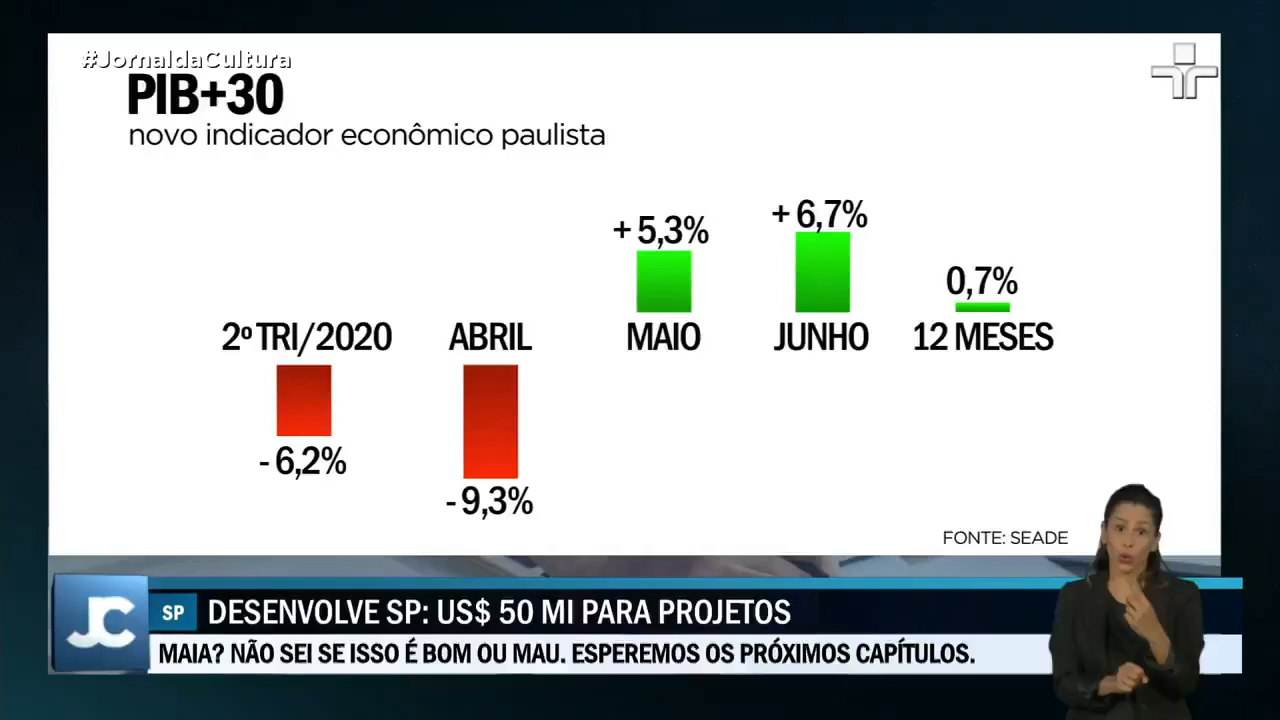 #JornaldaCultura
PIB+30
novo indicador econômico paulista
+ 5,3%
+ 6,7%
0,7%
2º TRI/2020
ABRIL
MAIO
JUNHO
12 MESES
- 6,2%
- 9,3%
FONTE: SEADE
JC
SP
DESENVOLVE SP: US$ 50 MI PARA PROJETOS
MAIA? NÃO SEI SE ISSO É BOM OU MAU. ESPEREMOS OS PRÓXIMOS CAPÍTULOS.